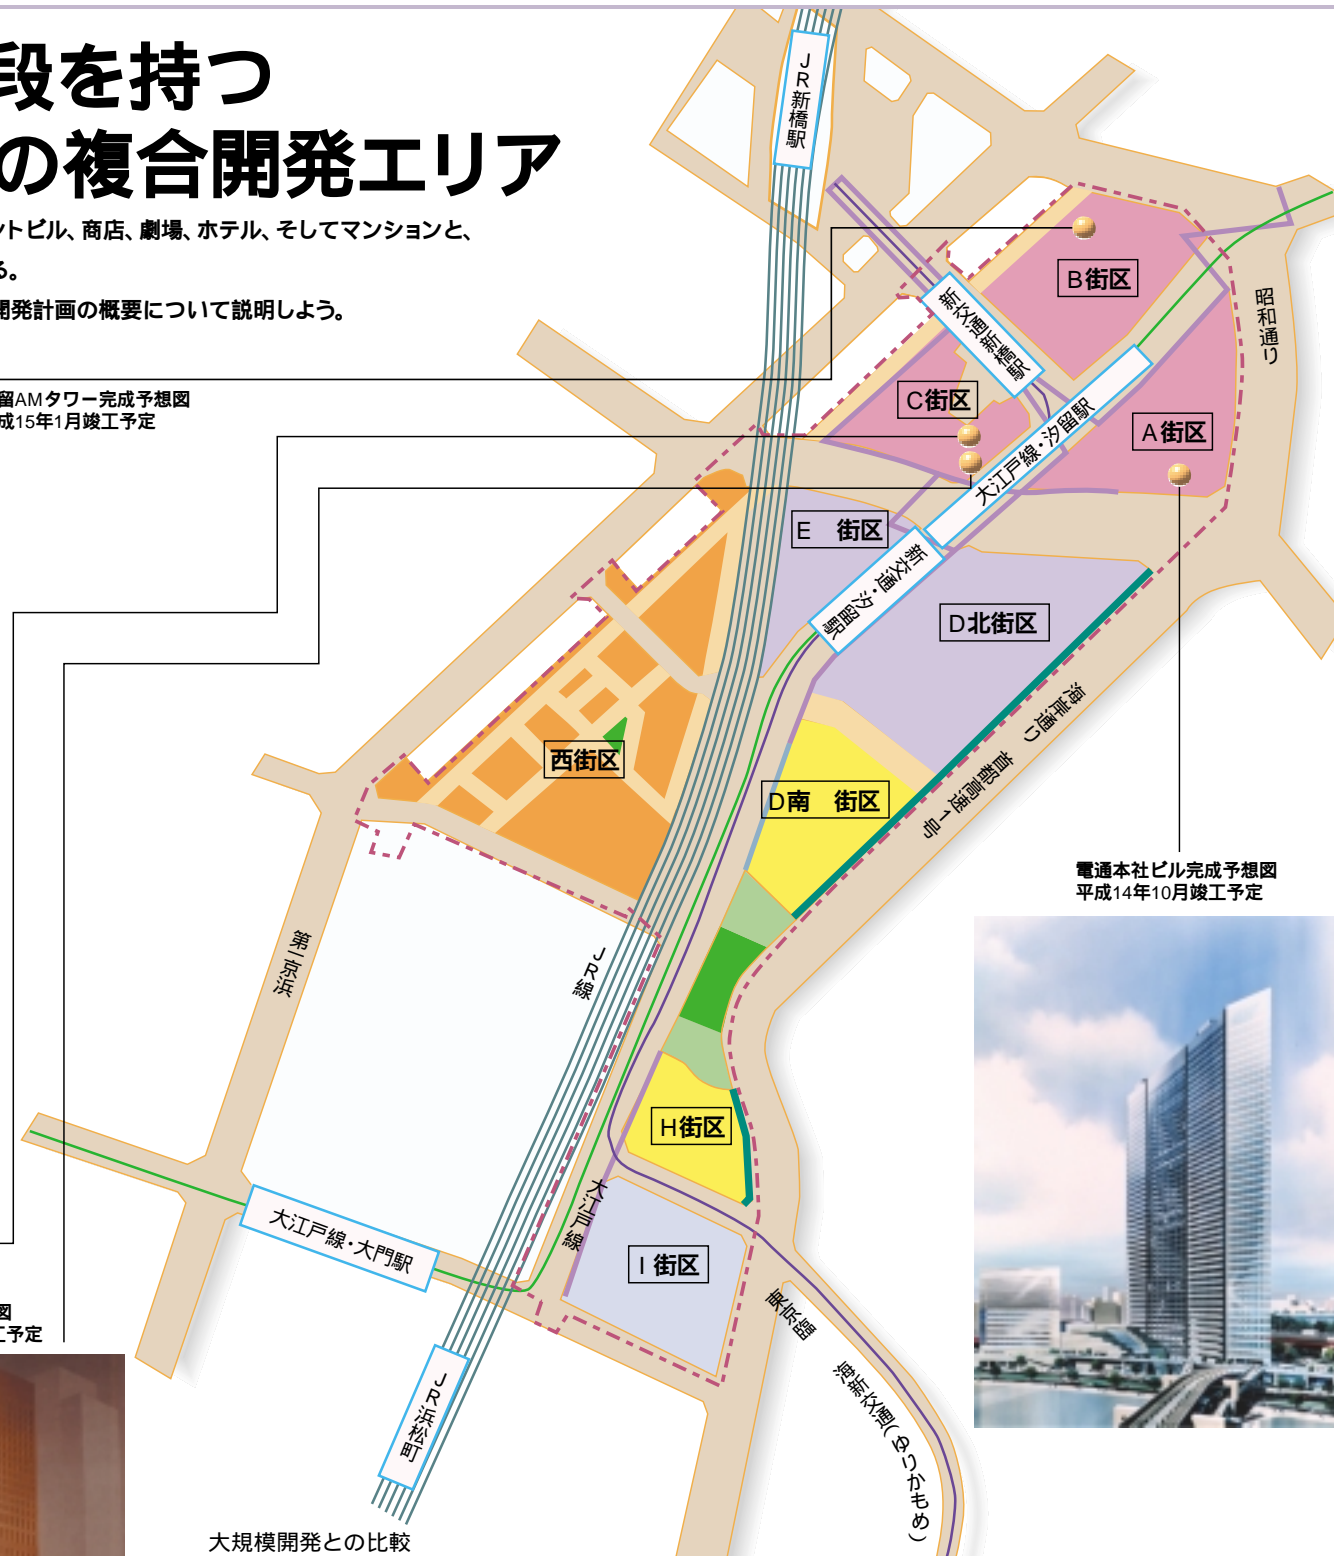 段を持つ
の複合開発エリア
ントビル、商店、劇場、ホテル、そしてマンションと、
る。
開発計画の概要について説明しよう。
留AMタワー完成予想図
成15年1月竣工予定
JR新橋駅
B街区
昭和通り
新交通新橋駅
C街区
A街区
大江戸線・汐留駅
E 街区
新交通・汐留駅
D北街区
海岸通り
首都高速1号
西街区
D南 街区
電通本社ビル完成予想図
平成14年10月竣工予定
第一京浜
JR線
H街区
大江戸線
大江戸線・大門駅
I 街区
東京臨海新交通(ゆりかもめ)
図
工予定
JR浜松町
大規模開発との比較